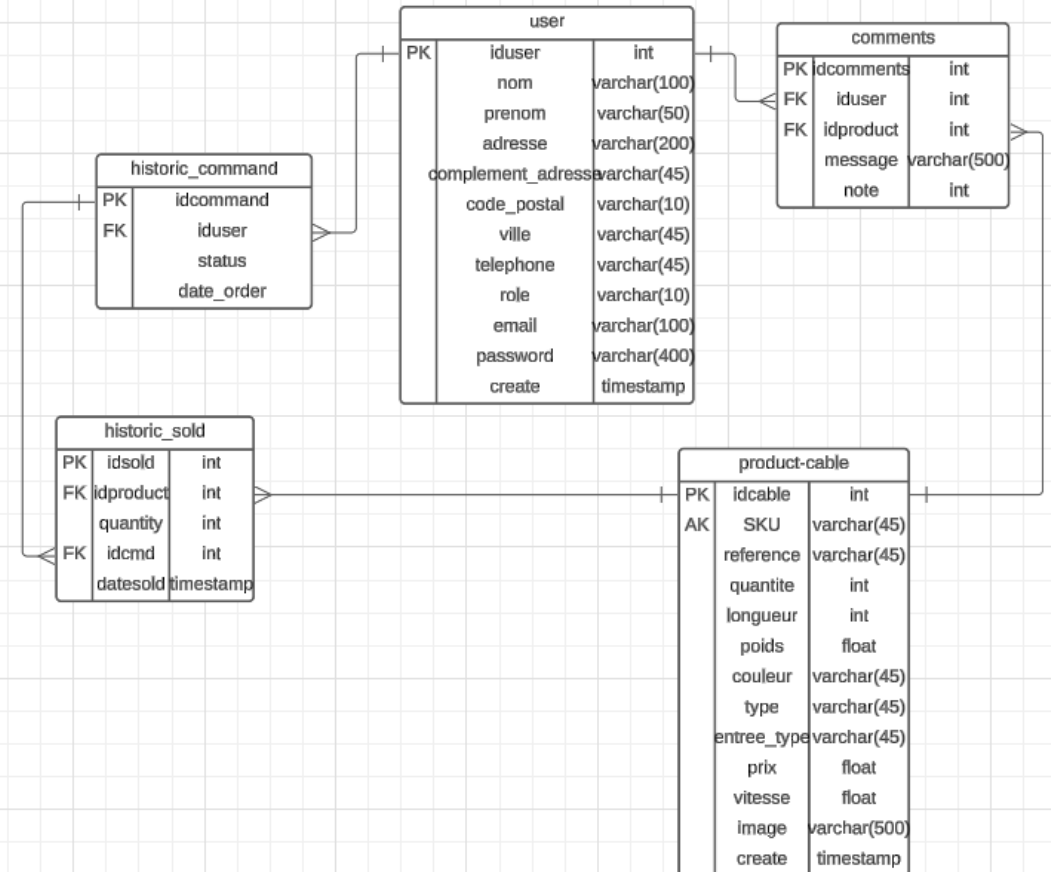 user
PK iduser int
nom varchar(100)
prenom varchar(50)
adresse varchar(200)
complement_adresse varchar(45)
code_postal varchar(10)
ville varchar(45)
telephone varchar(45)
role varchar(10)
email varchar(100)
password varchar(400)
create timestamp
comments
PK idcomments int
FK iduser int
FK idproduct int
message varchar(500)
note int
historic_command
PK idcommand
FK iduser
status
date_order
historic_sold
PK idsold int
FK idproduct int
quantity int
FK idcmd int
datesold timestamp
product-cable
PK idcable int
AK SKU varchar(45)
reference varchar(45)
quantite int
longueur int
poids float
couleur varchar(45)
type varchar(45)
entree_type varchar(45)
prix float
vitesse float
image varchar(500)
create timestamp